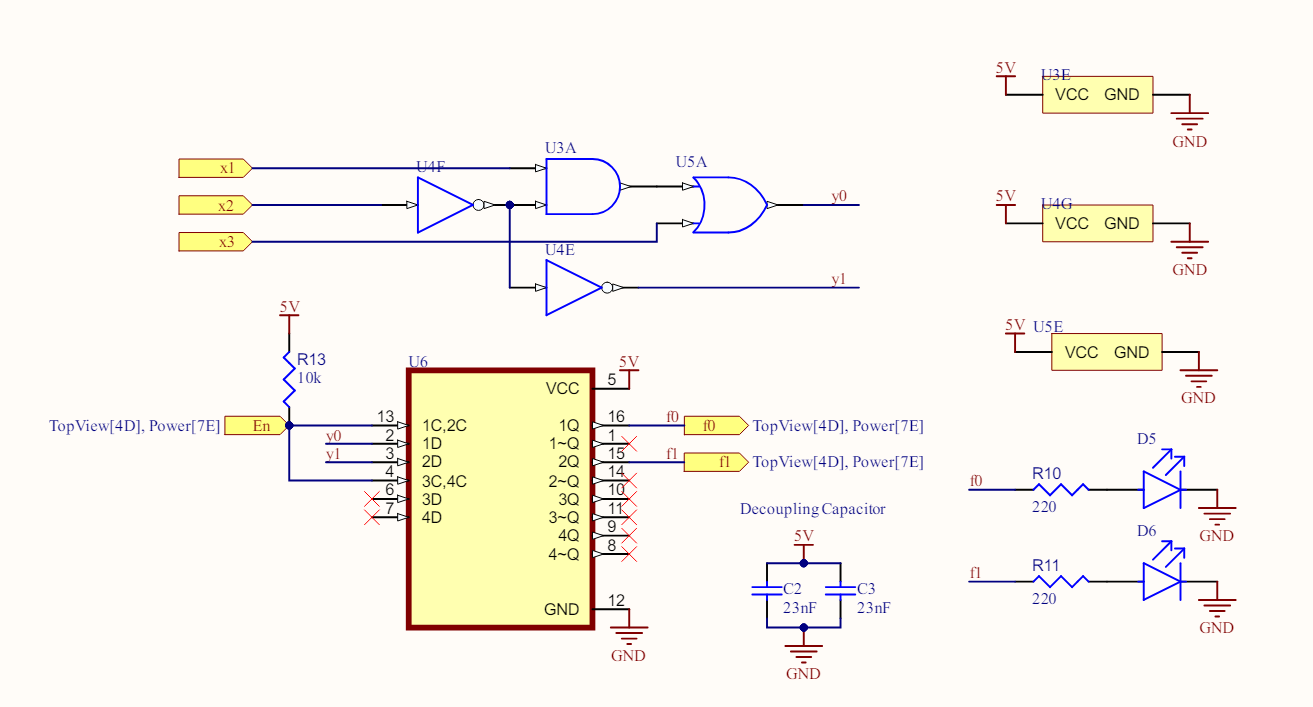 5V
U3E
VCC GND
GND
U3A
x1
U4F
U5A
x2
y0
x3
5V
U4G
VCC GND
GND
U4E
y1
5V
U5E
VCC GND
GND
5V
R13
10k
U6
5V
VCC 5
TopView[4D], Power[7E] En
13 1C,2C
2 1D
y0
3 2D
y1
4 3C,4C
6 3D
7 4D
1Q 16 f0 f0 TopView[4D], Power[7E]
1~Q 1
2Q 15 f1 f1 TopView[4D], Power[7E]
2~Q 14
3Q 10
3~Q 11
4Q 9
4~Q 8
GND 12
GND
Decoupling Capacitor
5V
C2
23nF
C3
23nF
GND
D5
f0
R10
220
GND
D6
f1
R11
220
GND